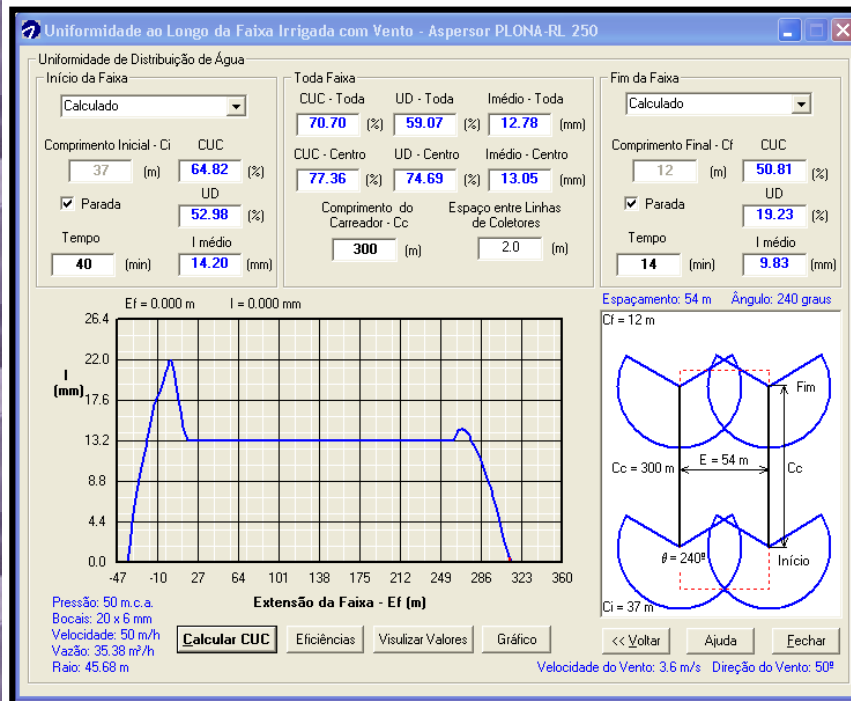 Uniformidade ao Longo da Faixa Irrigada com Vento - Aspersor PLONA-RL 250
Uniformidade de Distribuição de Água
Início da Faixa
Calculado
Comprimento Inicial - Ci CUC
37 (m) 64.82 (%)
Parada UD
52.98 (%)
Tempo I médio
40 (min) 14.20 (mm)
Toda Faixa
CUC - Toda UD - Toda Imédio - Toda
70.70 (%) 59.07 (%) 12.78 (mm)
CUC - Centro UD - Centro Imédio - Centro
77.36 (%) 74.69 (%) 13.05 (mm)
Comprimento do Espaço entre Linhas
Carreador - Cc de Coletores
300 (m) 2.0 (m)
Fim da Faixa
Calculado
Comprimento Final - Cf CUC
12 (m) 50.81 (%)
Parada UD
19.23 (%)
Tempo I médio
14 (min) 9.83 (mm)
Ef = 0.000 m I = 0.000 mm
26.4
22.0
I
(mm)
17.6
13.2
8.8
4.4
0.0
-47 -10 27 64 101 138 175 212 249 286 323 360
Extensão da Faixa - Ef (m)
Espaçamento: 54 m Ângulo: 240 graus
Cf = 12 m
Fim
E = 54 m
Cc = 300 m Cc
θ = 240º Início
Ci = 37 m
Pressão: 50 m.c.a.
Bocais: 20 x 6 mm
Velocidade: 50 m/h
Vazão: 35.38 m³/h
Raio: 45.68 m
Calcular CUC Eficiências Visulizar Valores Gráfico
<< Voltar Ajuda Fechar
Velocidade do Vento: 3.6 m/s Direção do Vento: 50º